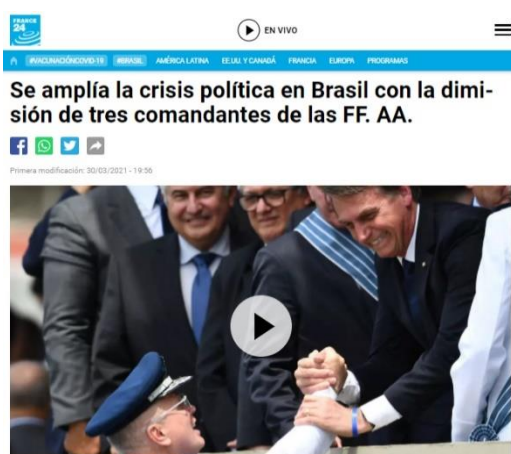 FRANCE
24
EN VIVO
#VACUNACIÓNCOVID-19 #BRASIL AMÉRICA LATINA EE.UU. Y CANADÁ FRANCIA EUROPA PROGRAMAS
Se amplía la crisis política en Brasil con la dimi-
sión de tres comandantes de las FF. AA.
Primera modificación: 30/03/2021 - 19:56